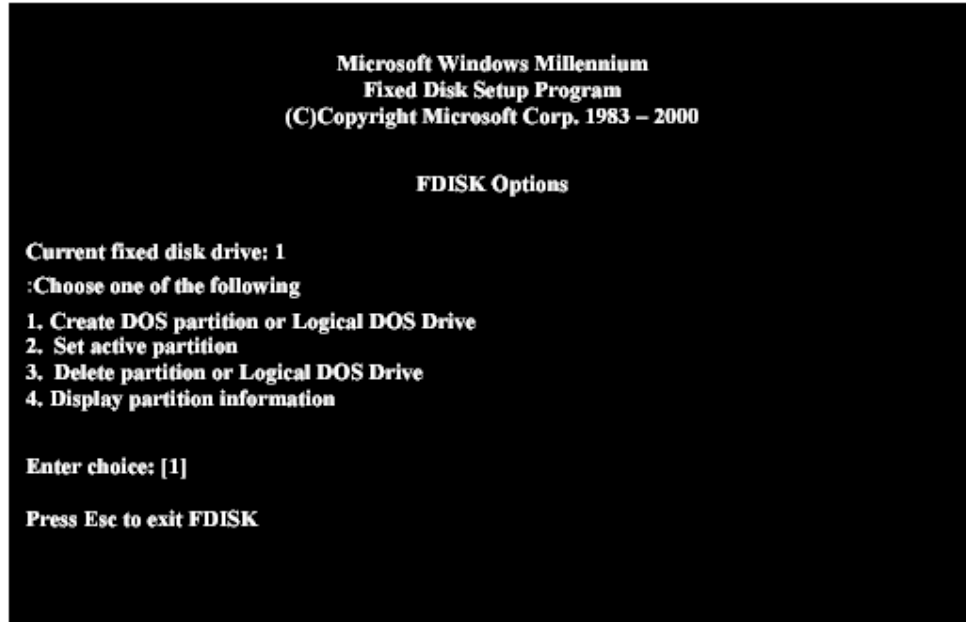 Microsoft Windows Millennium
Fixed Disk Setup Program
(C)Copyright Microsoft Corp. 1983 – 2000
FDISK Options
Current fixed disk drive: 1
:Choose one of the following
1. Create DOS partition or Logical DOS Drive
2. Set active partition
3. Delete partition or Logical DOS Drive
4. Display partition information
Enter choice: [1]
Press Esc to exit FDISK